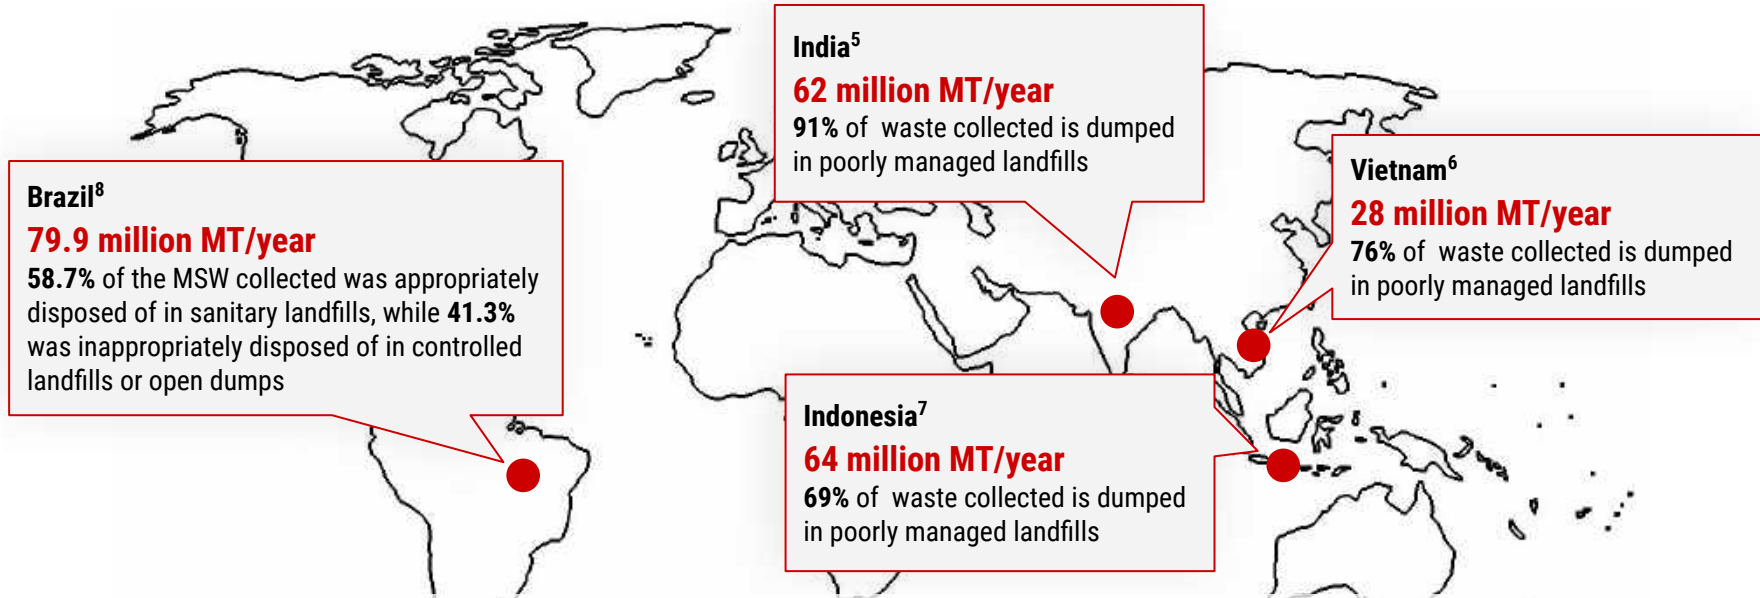 India⁵
62 million MT/year
91% of waste collected is dumped
in poorly managed landfills
Vietnam⁶
28 million MT/year
76% of waste collected is dumped
in poorly managed landfills
Brazil⁸
79.9 million MT/year
58.7% of the MSW collected was appropriately
disposed of in sanitary landfills, while 41.3%
was inappropriately disposed of in controlled
landfills or open dumps
Indonesia⁷
64 million MT/year
69% of waste collected is dumped
in poorly managed landfills